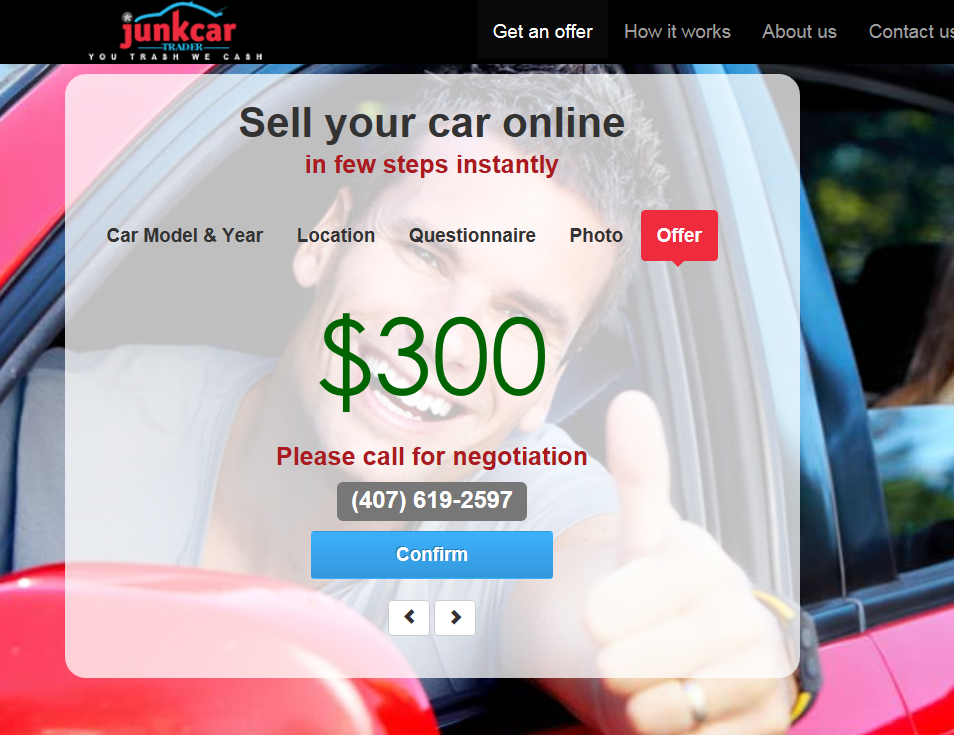 junkcar
TRADER
YOU TRASH WE CASH
Get an offer
How it works
About us
Contact us
Sell your car online
in few steps instantly
Car Model & Year
Location
Questionnaire
Photo
Offer
$300
Please call for negotiation
(407) 619-2597
Confirm